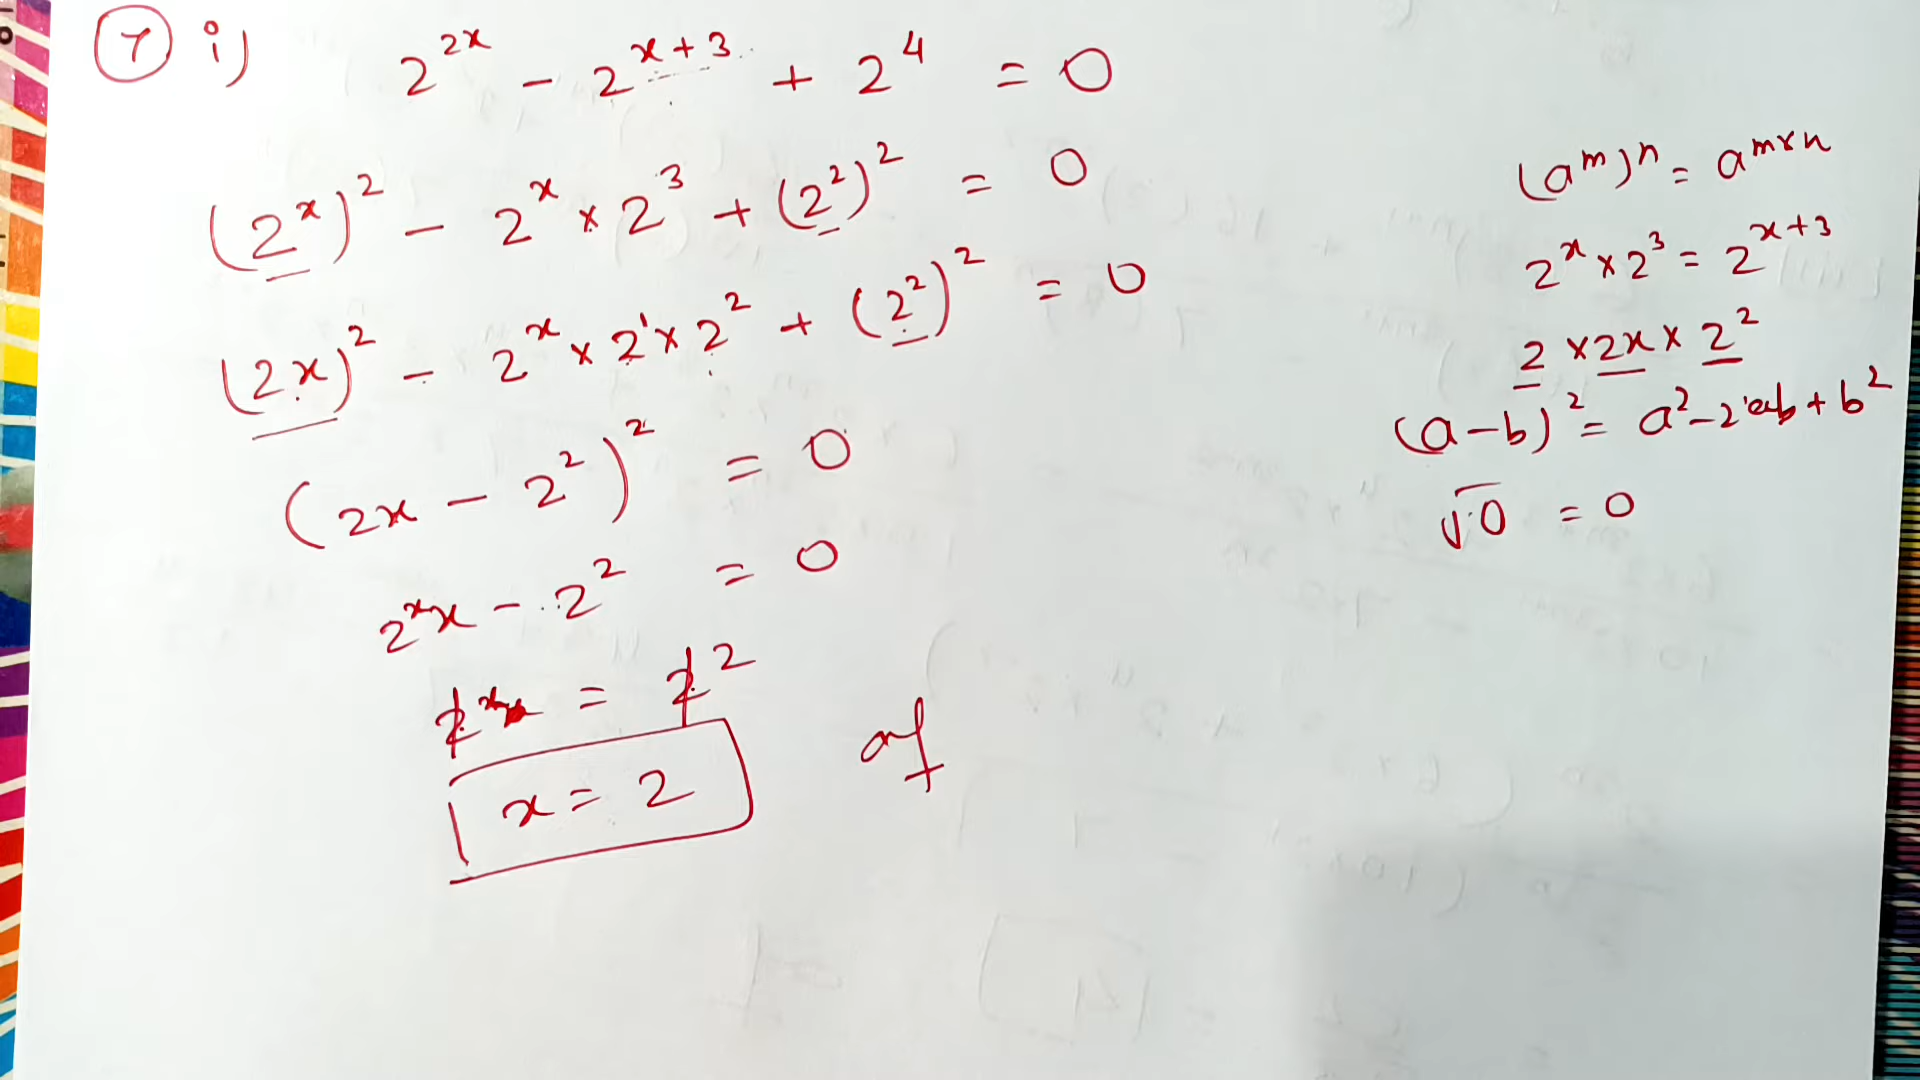 7 i) 2^{2x} - 2^{x+3} + 2^4 = 0
(2^x)^2 - 2^x × 2^3 + (2^2)^2 = 0
(2x)^2 - 2^x × 2^1 × 2^2 + (2^2)^2 = 0
(2x - 2^2)^2 = 0
2^x x - 2^2 = 0
2^x = 2^2
x = 2
(a^m)^n = a^{m×n}
2^x × 2^3 = 2^{x+3}
2 × 2x × 2^2
(a-b)^2 = a^2 - 2ab + b^2
√0 = 0